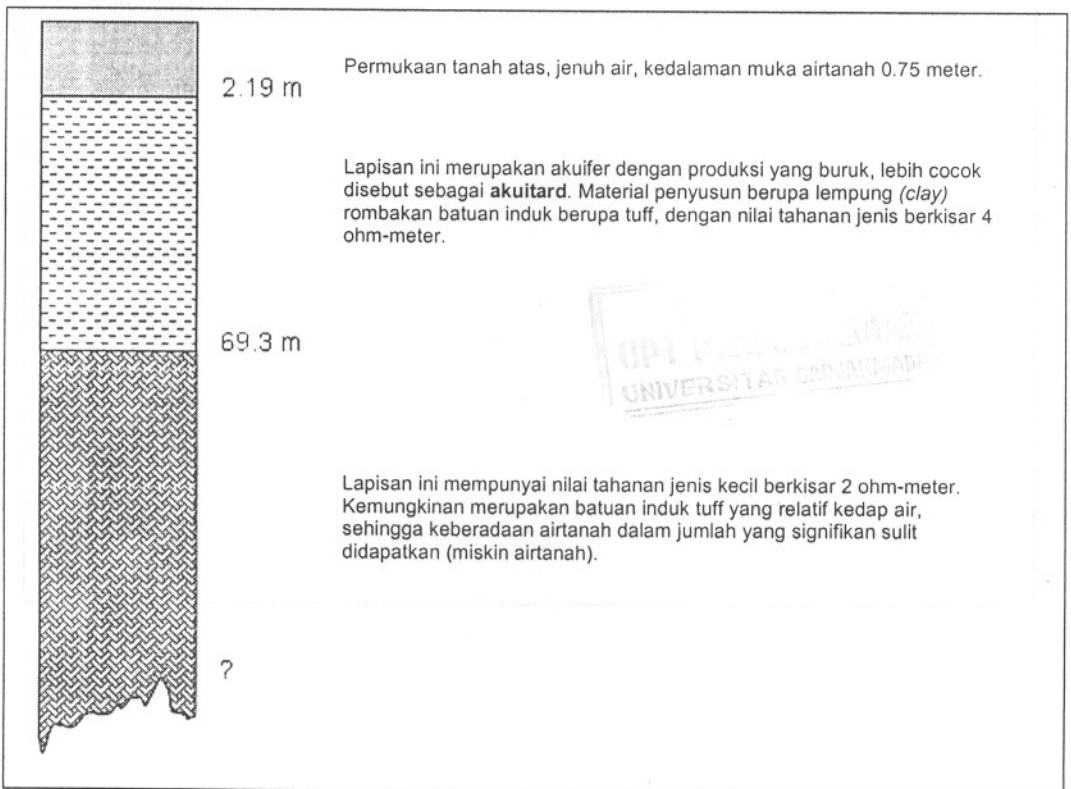 Permukaan tanah atas, jenuh air, kedalaman muka airtanah 0.75 meter.
2.19 m
Lapisan ini merupakan akuifer dengan produksi yang buruk, lebih cocok
disebut sebagai akuitard. Material penyusun berupa lempung (clay)
rombakan batuan induk berupa tuff, dengan nilai tahanan jenis berkisar 4
ohm-meter.
69.3 m
UNIVERSITAS GADJAH MADA
Lapisan ini mempunyai nilai tahanan jenis kecil berkisar 2 ohm-meter.
Kemungkinan merupakan batuan induk tuff yang relatif kedap air,
sehingga keberadaan airtanah dalam jumlah yang signifikan sulit
didapatkan (miskin airtanah).
?